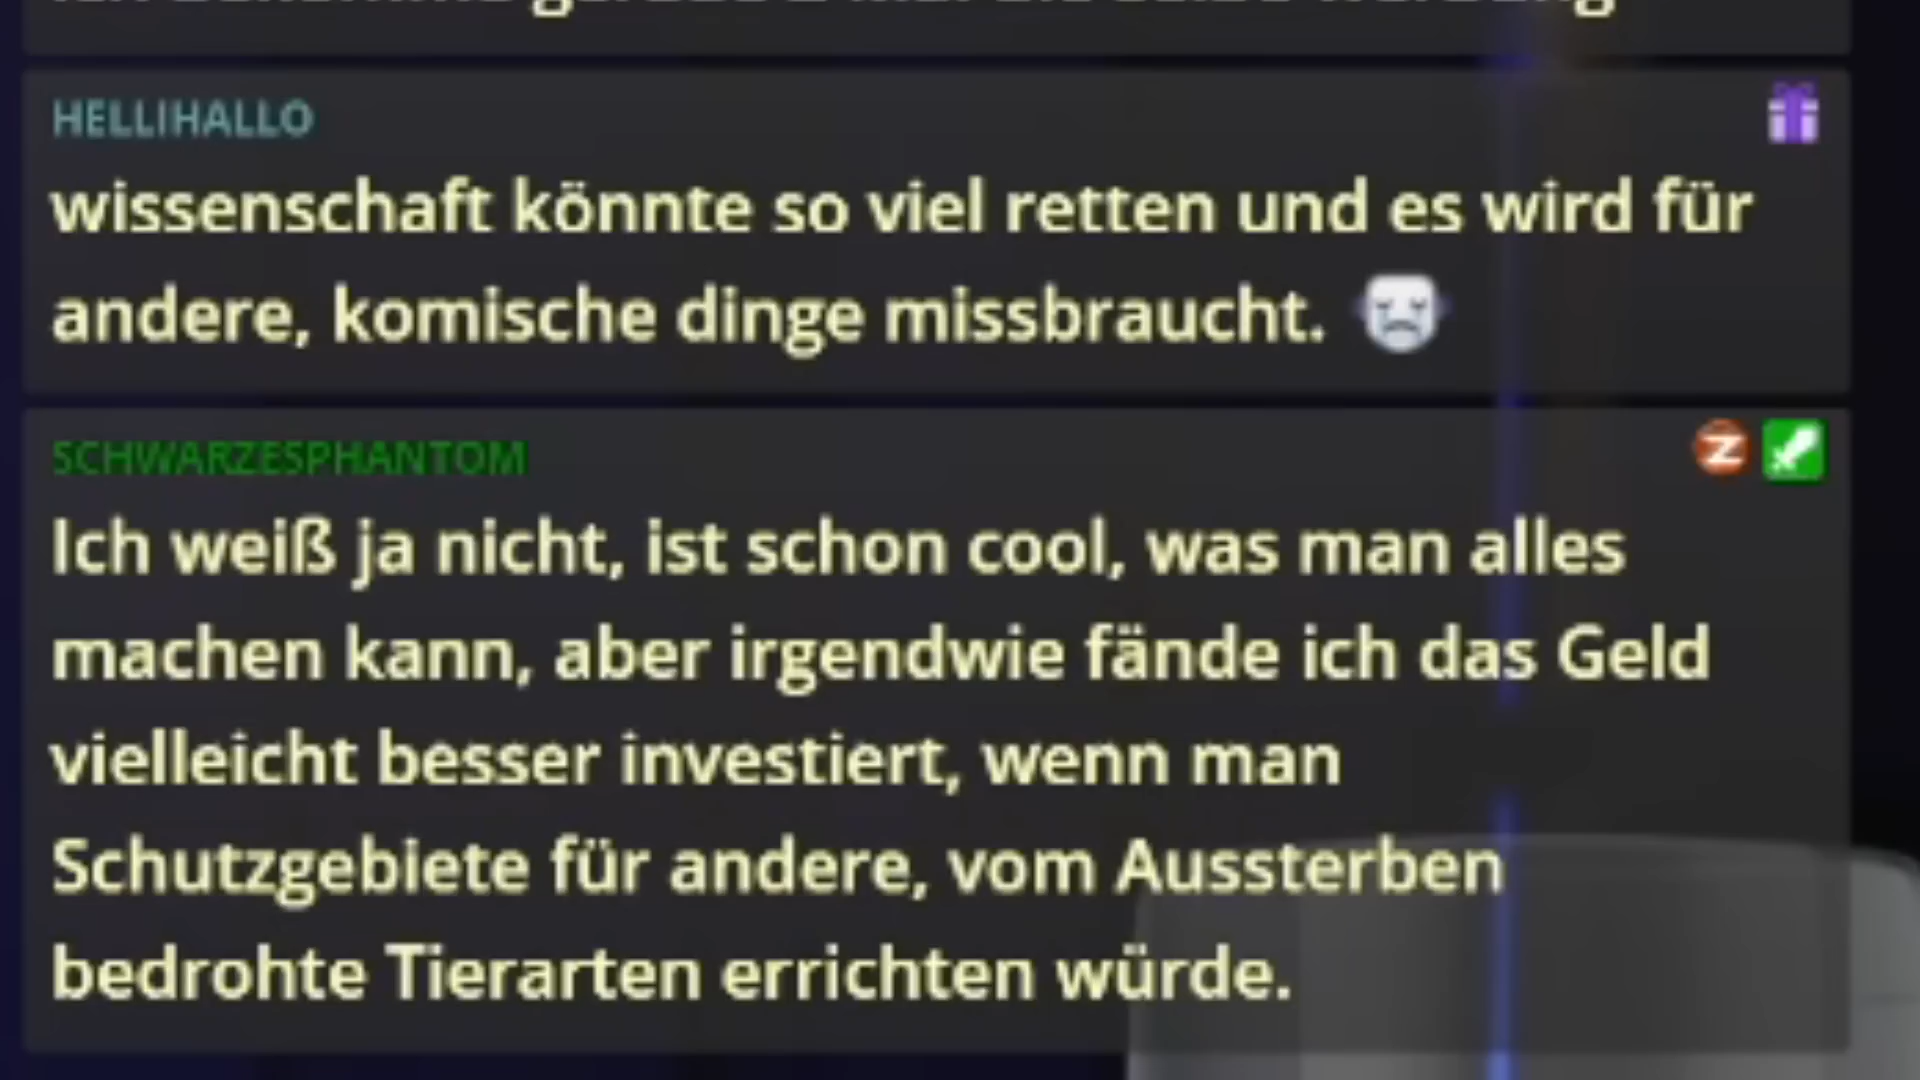 HELLIHALLO
wissenschaft könnte so viel retten und es wird für
andere, komische dinge missbraucht.
SCHWARZESPHANTOM
Ich weiß ja nicht, ist schon cool, was man alles
machen kann, aber irgendwie fände ich das Geld
vielleicht besser investiert, wenn man
Schutzgebiete für andere, vom Aussterben
bedrohte Tierarten errichten würde.